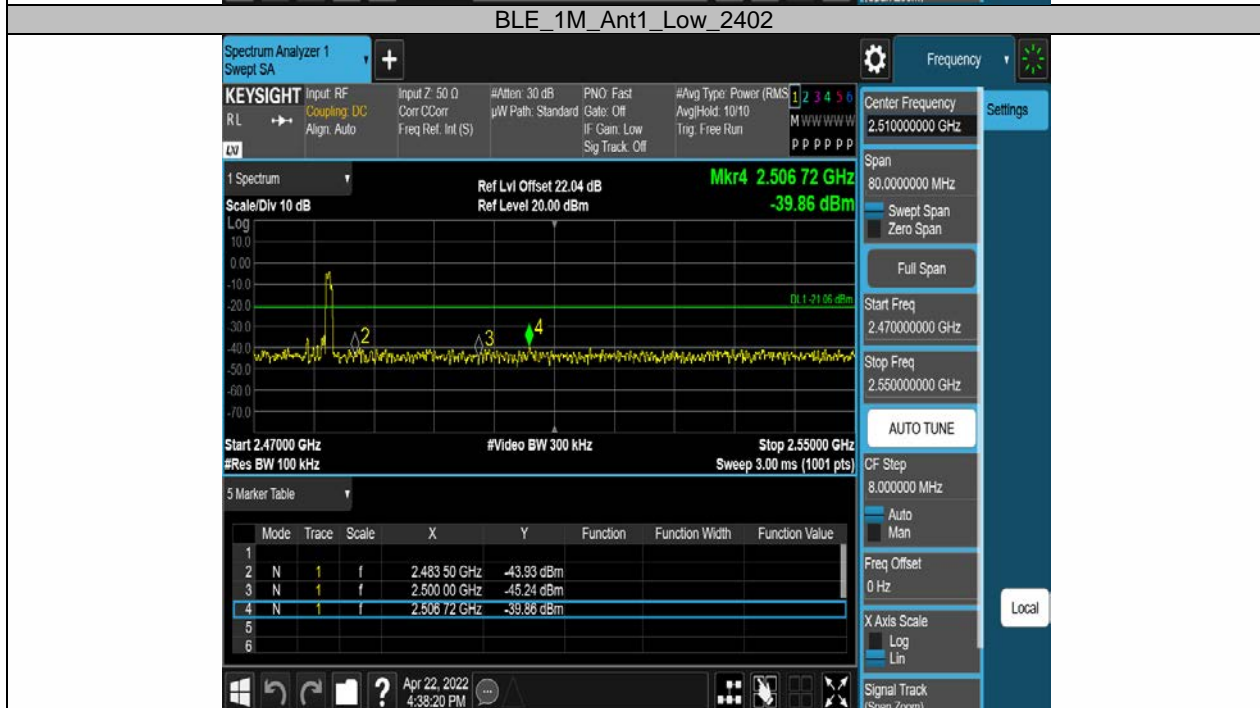 BLE_1M_Ant1_Low_2402
Spectrum Analyzer 1
Swept SA
+
Frequency
KEYSIGHT
RL
LXI
Input: RF
Coupling: DC
Align: Auto
Input Z: 50 Ω
Corr CCorr
Freq Ref: Int (S)
#Atten: 30 dB
µW Path: Standard
PNO: Fast
Gate: Off
IF Gain: Low
Sig Track: Off
#Avg Type: Power (RMS
Avg|Hold: 10/10
Trig: Free Run
1 2 3 4 5 6
M W W W W W
P P P P P P
Center Frequency
2.510000000 GHz
Settings
Span
80.0000000 MHz
Swept Span
Zero Span
Full Span
Start Freq
2.470000000 GHz
Stop Freq
2.550000000 GHz
AUTO TUNE
CF Step
8.000000 MHz
Auto
Man
Freq Offset
0 Hz
X Axis Scale
Log
Lin
Signal Track
(Span Zoom)
Local
1 Spectrum
Scale/Div 10 dB
Ref Lvl Offset 22.04 dB
Ref Level 20.00 dBm
Mkr4 2.506 72 GHz
-39.86 dBm
Log
10.0
0.00
-10.0
-20.0
-30.0
-40.0
-50.0
-60.0
-70.0
DL1 -21.06 dBm
2
3
4
Start 2.47000 GHz
#Res BW 100 kHz
#Video BW 300 kHz
Stop 2.55000 GHz
Sweep 3.00 ms (1001 pts)
5 Marker Table
Mode Trace Scale X Y Function Function Width Function Value
1
2 N 1 f 2.483 50 GHz -43.93 dBm
3 N 1 f 2.500 00 GHz -45.24 dBm
4 N 1 f 2.506 72 GHz -39.86 dBm
5
6
?
Apr 22, 2022
4:38:20 PM